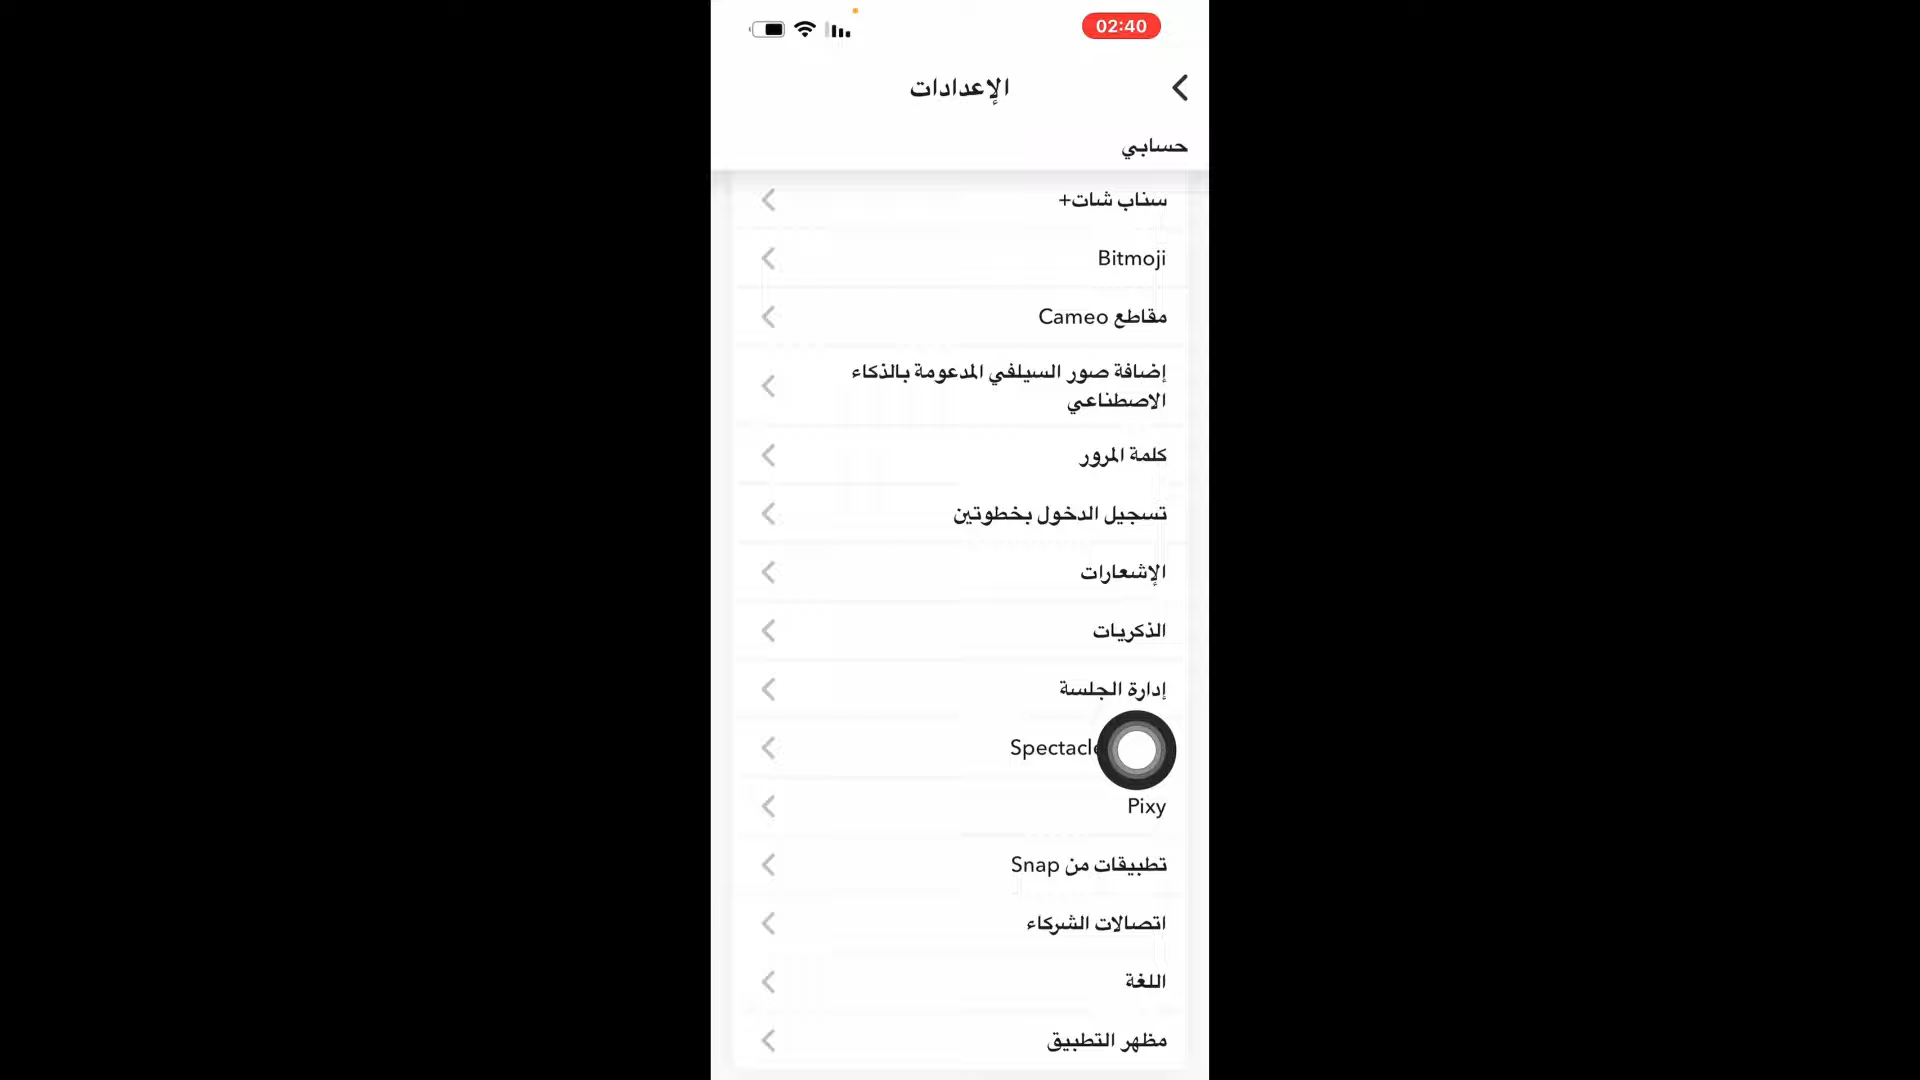 02:40
الإعدادات
حسابي
سناب شات+
Bitmoji
مقاطع Cameo
إضافة صور السيلفي المدعومة بالذكاء
الاصطناعي
كلمة المرور
تسجيل الدخول بخطوتين
الإشعارات
الذكريات
إدارة الجلسة
Pixy
تطبيقات من Snap
اتصالات الشركاء
اللغة
مظهر التطبيق